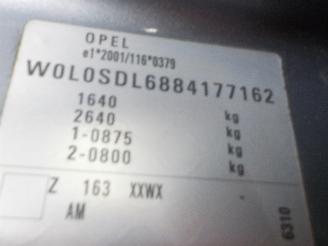 OPEL
e1*2001/116*0379
W0L0SDL6884177162
1640 kg
2640 kg
1-0875 kg
2-0800 kg
Z 163 XXWX -
AM
6310